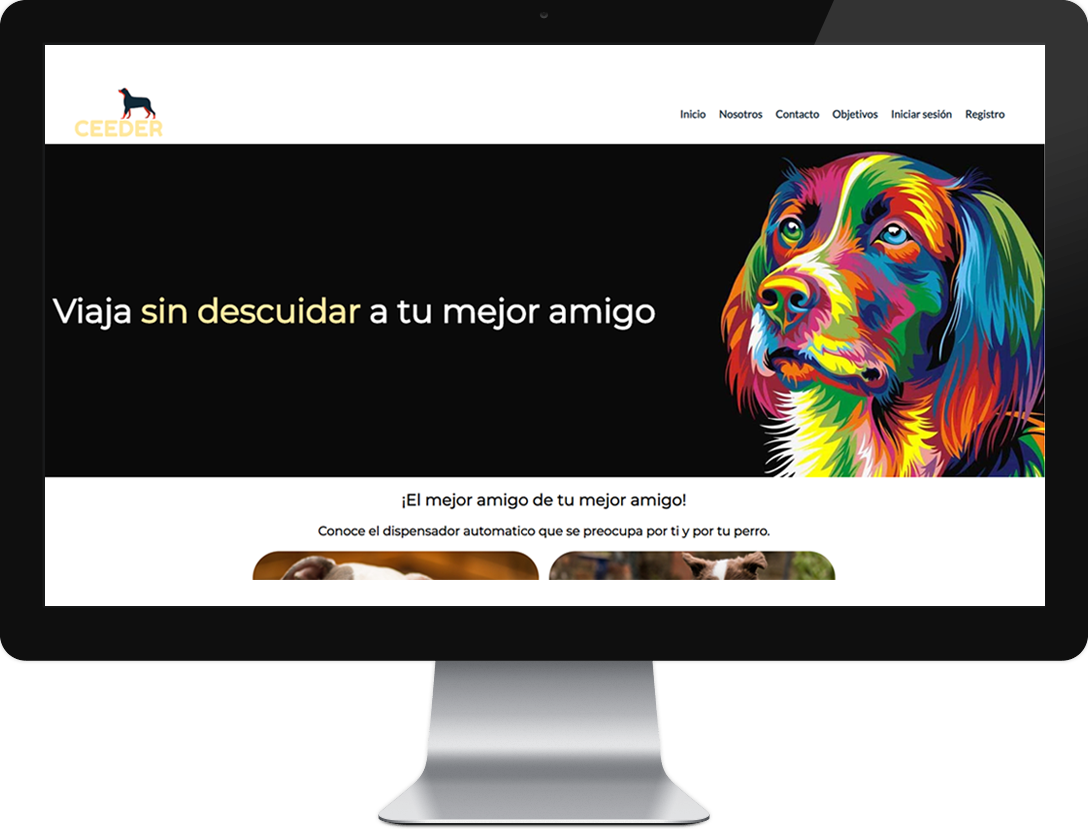 CEEDER
Inicio Nosotros Contacto Objetivos Iniciar sesión Registro
Viaja sin descuidar a tu mejor amigo
¡El mejor amigo de tu mejor amigo!
Conoce el dispensador automatico que se preocupa por ti y por tu perro.